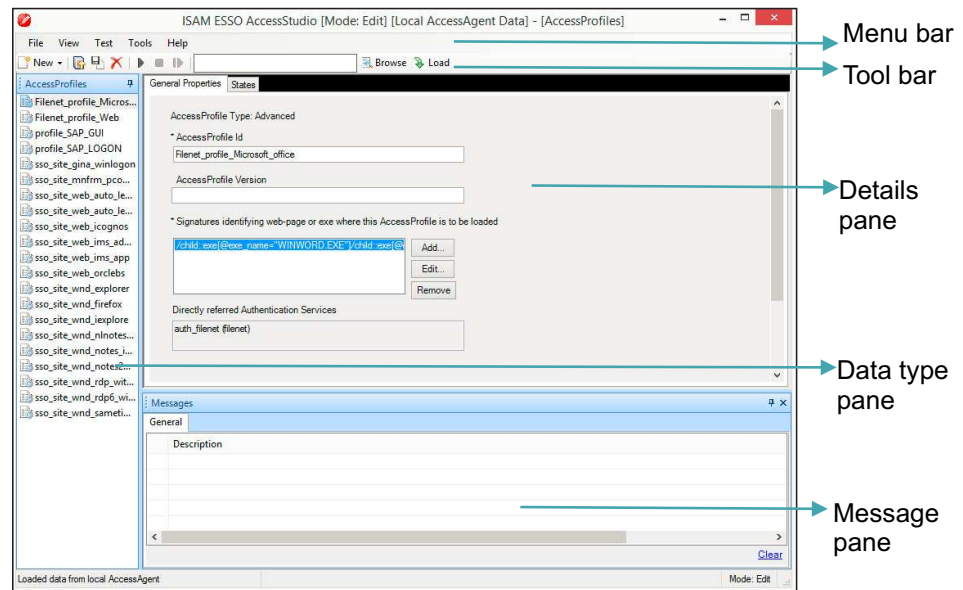 ISAM ESSO AccessStudio [Mode: Edit] [Local AccessAgent Data] - [AccessProfiles]
File View Test Tools Help
New Browse Load
AccessProfiles
Filenet_profile_Micros...
Filenet_profile_Web
profile_SAP_GUI
profile_SAP_LOGON
sso_site_gina_winlogon
sso_site_mnfrm_pco...
sso_site_web_auto_le...
sso_site_web_auto_le...
sso_site_web_icognos
sso_site_web_ims_ad...
sso_site_web_ims_app
sso_site_web_orclebs
sso_site_wnd_explorer
sso_site_wnd_firefox
sso_site_wnd_iexplore
sso_site_wnd_nlnotes...
sso_site_wnd_notes_i...
sso_site_wnd_notes2...
sso_site_wnd_rdp_wit...
sso_site_wnd_rdp6_wi...
sso_site_wnd_sameti...
General Properties States
AccessProfile Type: Advanced
* AccessProfile Id
Filenet_profile_Microsoft_office
AccessProfile Version
* Signatures identifying web-page or exe where this AccessProfile is to be loaded
/child::exe[@exe_name="WINWORD.EXE"]/child::exe[@
Add...
Edit...
Remove
Directly referred Authentication Services
auth_filenet (filenet)
Messages
General
Description
Clear
Loaded data from local AccessAgent
Mode: Edit
Menu bar
Tool bar
Details
pane
Data type
pane
Message
pane